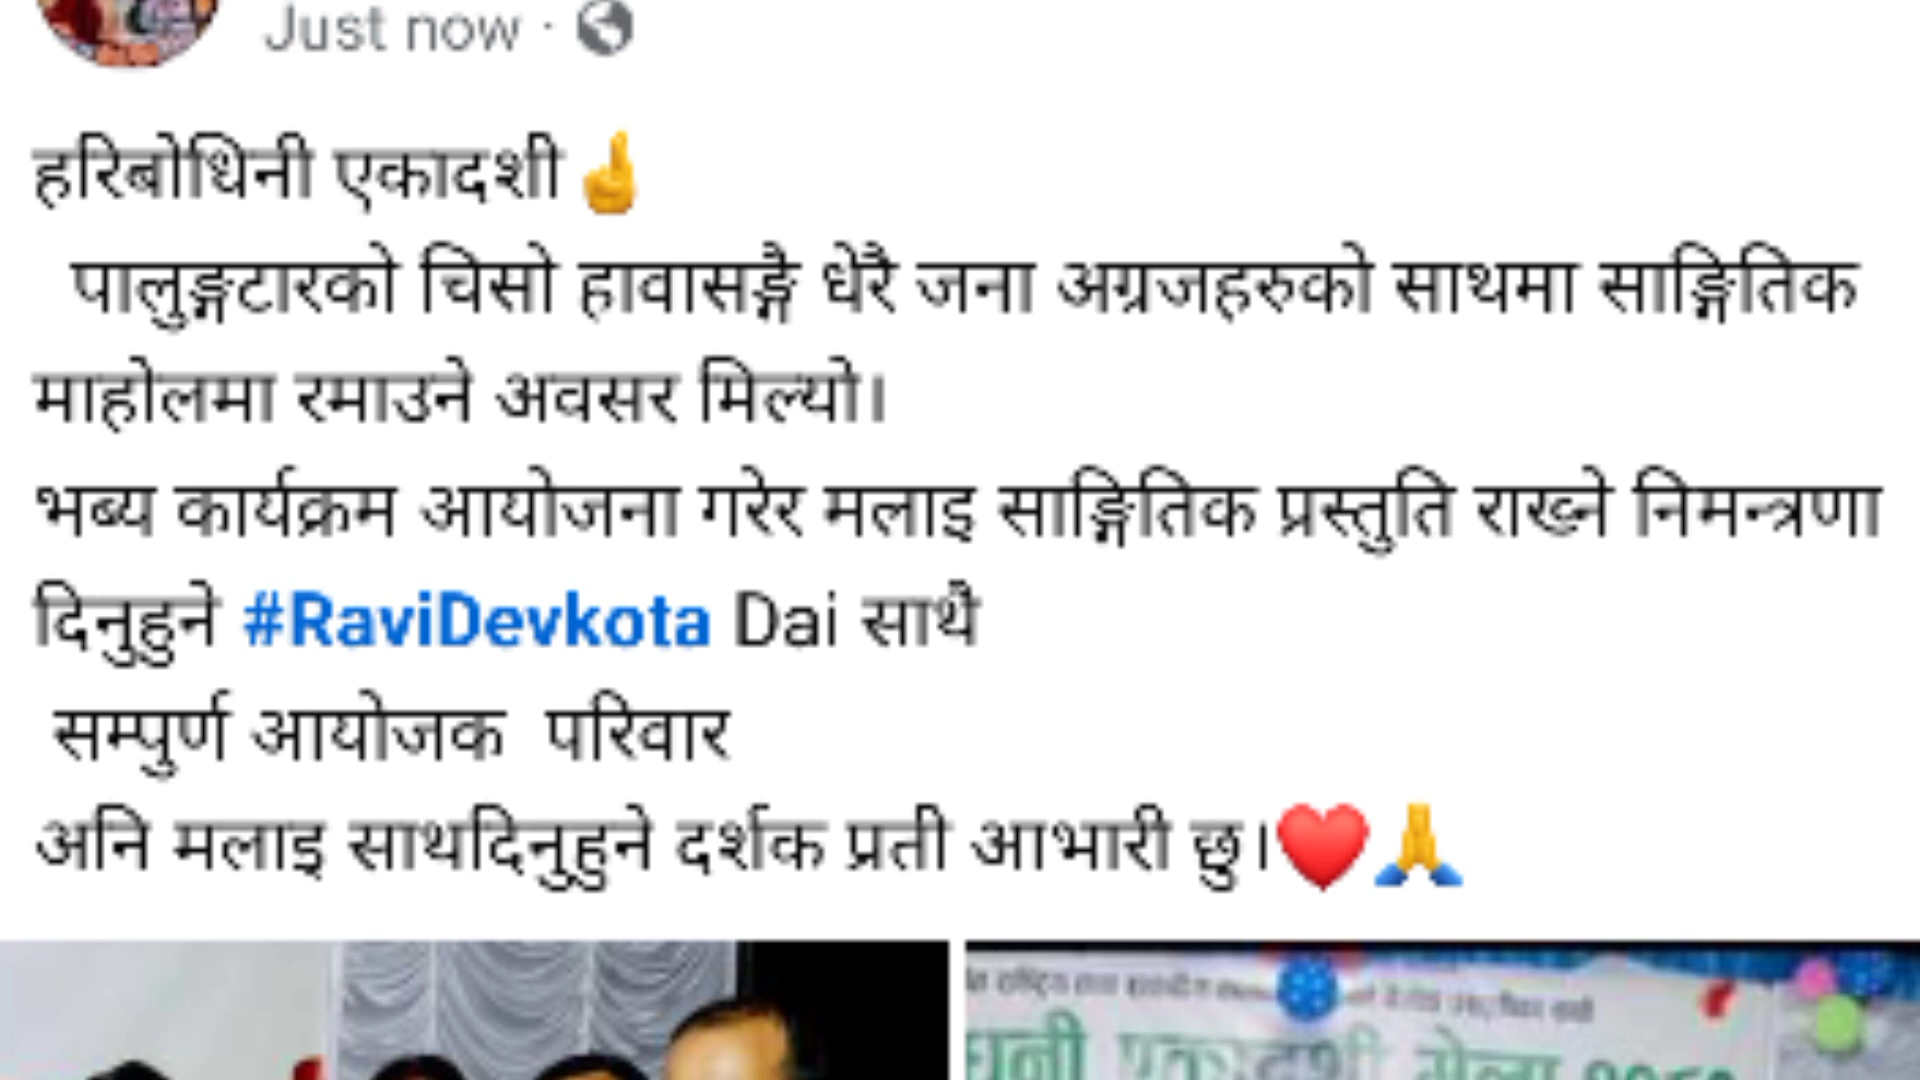 Just now ·
हरिबोधिनी एकादशी☝️
पालुङ्गटारको चिसो हावासङ्गै धेरै जना अग्रजहरुको साथमा साङ्गितिक
माहोलमा रमाउने अवसर मिल्यो।
भब्य कार्यक्रम आयोजना गरेर मलाइ साङ्गितिक प्रस्तुति राख्ने निमन्त्रणा
दिनुहुने #RaviDevkota Dai साथै
सम्पुर्ण आयोजक परिवार
अनि मलाइ साथदिनुहुने दर्शक प्रती आभारी छु।❤️🙏
एकादशी मेला